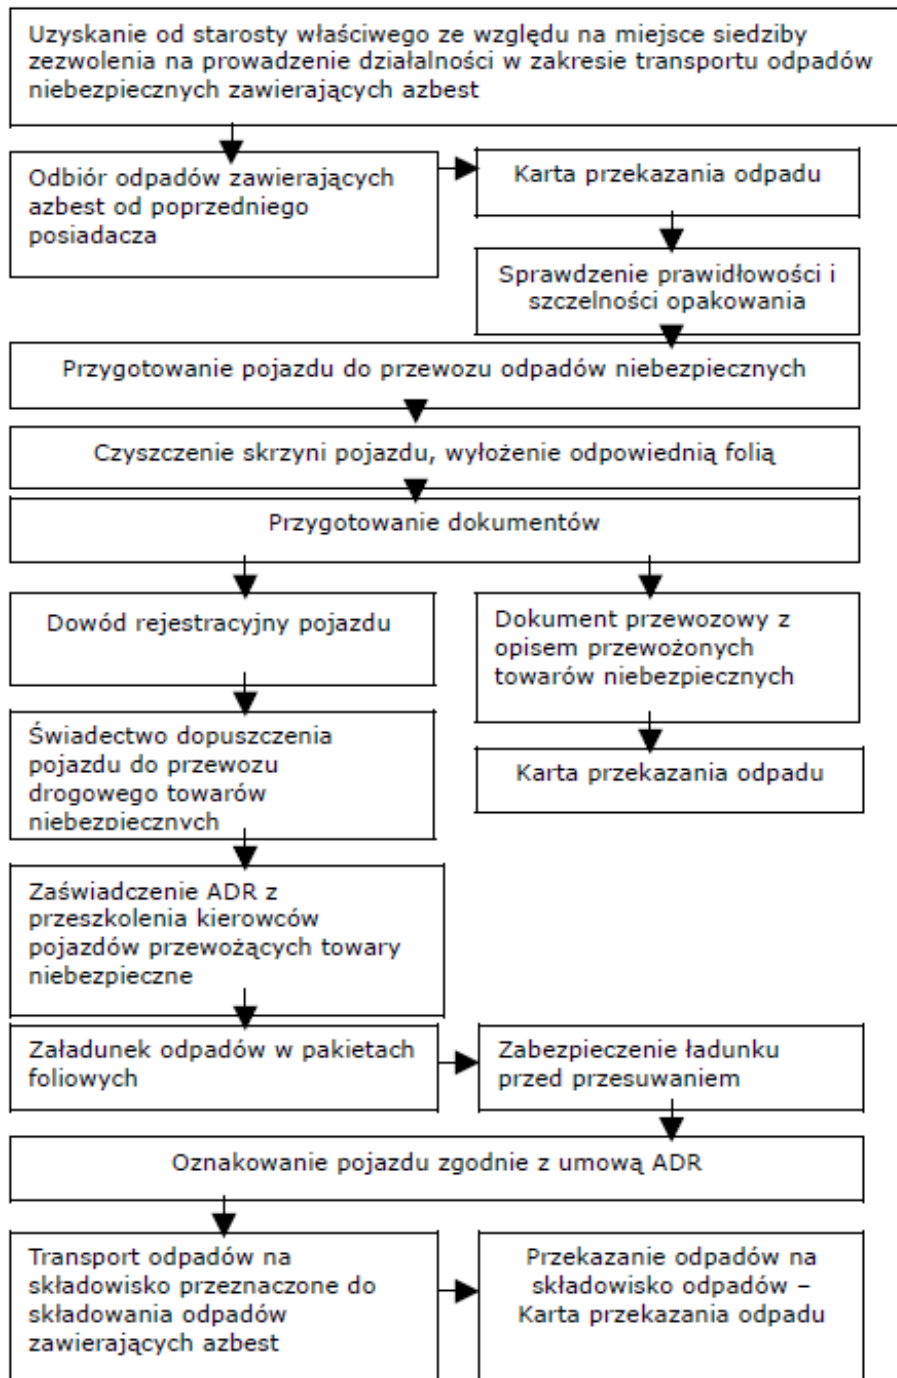 Uzyskanie od starosty właściwego ze względu na miejsce siedziby
zezwolenia na prowadzenie działalności w zakresie transportu odpadów
niebezpiecznych zawierających azbest
Odbiór odpadów zawierających
azbest od poprzedniego
posiadacza
Karta przekazania odpadu
Sprawdzenie prawidłowości i
szczelności opakowania
Przygotowanie pojazdu do przewozu odpadów niebezpiecznych
Czyszczenie skrzyni pojazdu, wyłożenie odpowiednią folią
Przygotowanie dokumentów
Dowód rejestracyjny pojazdu
Dokument przewozowy z
opisem przewożonych
towarów niebezpiecznych
Świadectwo dopuszczenia
pojazdu do przewozu
drogowego towarów
niebezpiecznych
Karta przekazania odpadu
Zaświadczenie ADR z
przeszkolenia kierowców
pojazdów przewożących towary
niebezpieczne
Załadunek odpadów w pakietach
foliowych
Zabezpieczenie ładunku
przed przesuwaniem
Oznakowanie pojazdu zgodnie z umową ADR
Transport odpadów na
składowisko przeznaczone do
składowania odpadów
zawierających azbest
Przekazanie odpadów na
składowisko odpadów –
Karta przekazania odpadu